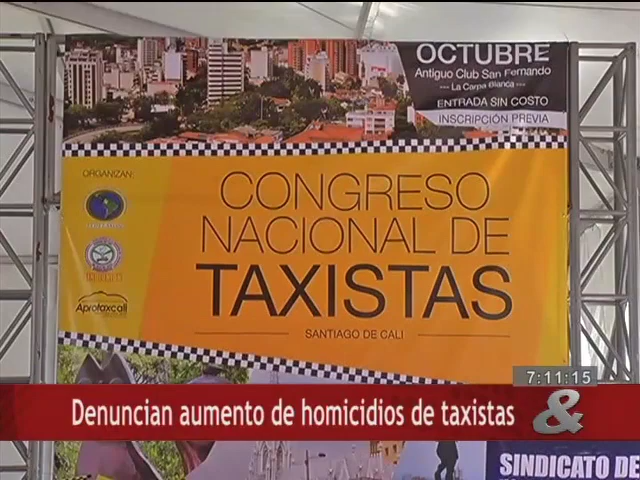 OCTUBRE
Antiguo Club San Fernando
--- La Carpa Blanca ---
ENTRADA SIN COSTO
INSCRIPCIÓN PREVIA
ORGANIZAN:
CONGRESO
NACIONAL DE
TAXISTAS
SANTIAGO DE CALI
Aprotaxcali
7:11:15
Denuncian aumento de homicidios de taxistas &
SINDICATO DE